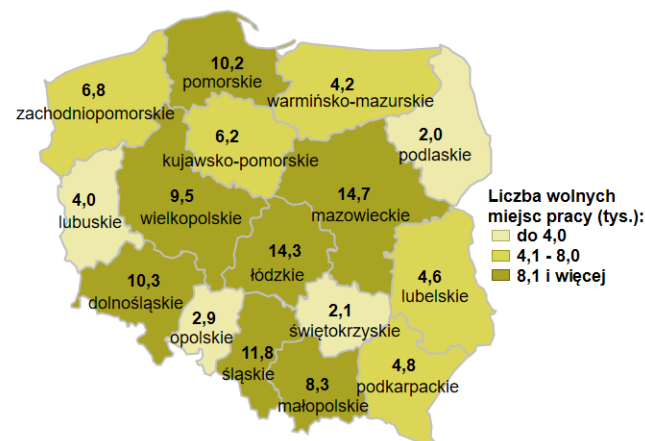 10,2
pomorskie
4,2
warmińsko-mazurskie
6,8
zachodniopomorskie
6,2
kujawsko-pomorskie
2,0
podlaskie
4,0
lubuskie
9,5
wielkopolskie
14,7
mazowieckie
Liczba wolnych
miejsc pracy (tys.):
do 4,0
4,1 - 8,0
8,1 i więcej
14,3
łódzkie
10,3
dolnośląskie
4,6
lubelskie
2,9
opolskie
2,1
świętokrzyskie
11,8
śląskie
8,3
małopolskie
4,8
podkarpackie